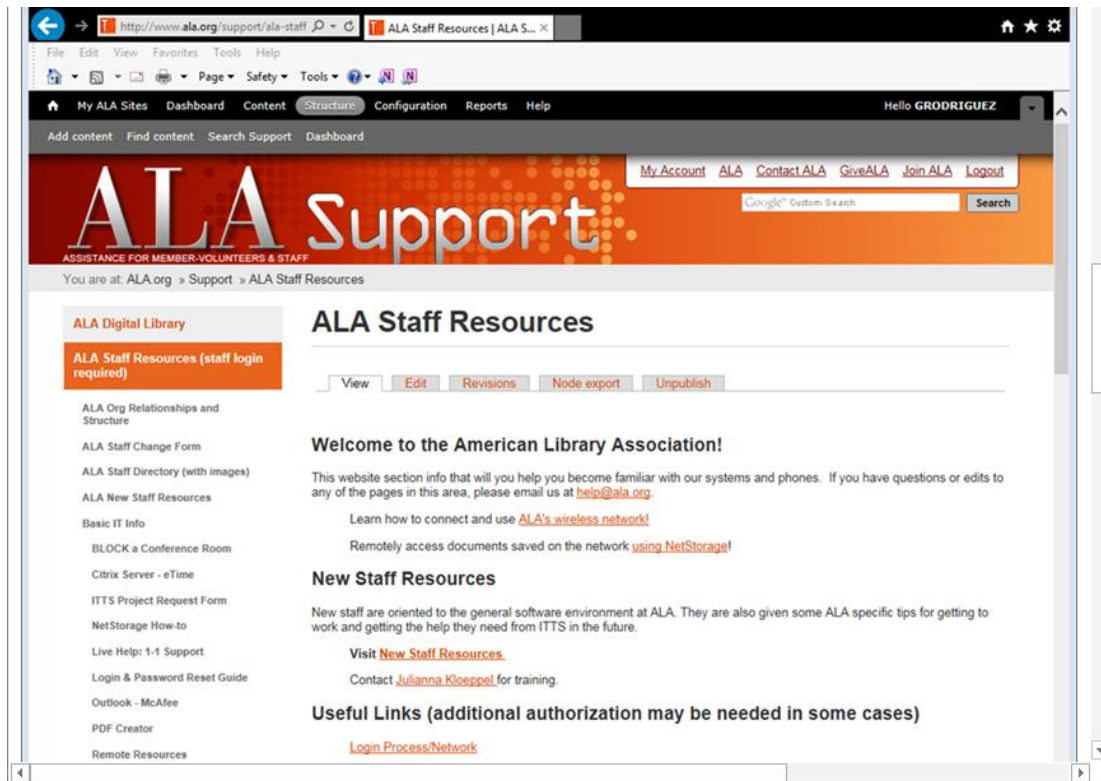 http://www.ala.org/support/ala-staff
ALA Staff Resources | ALA S...
File Edit View Favorites Tools Help
Page Safety Tools
My ALA Sites Dashboard Content Structure Configuration Reports Help Hello GRODRIGUEZ
Add content Find content Search Support Dashboard
My Account ALA Contact ALA GiveALA Join ALA Logout
Google™ Custom Search Search
ALA Support
ASSISTANCE FOR MEMBER-VOLUNTEERS & STAFF
You are at: ALA.org » Support » ALA Staff Resources
ALA Digital Library
ALA Staff Resources (staff login
required)
ALA Org Relationships and
Structure
ALA Staff Change Form
ALA Staff Directory (with images)
ALA New Staff Resources
Basic IT Info
BLOCK a Conference Room
Citrix Server - eTime
ITTS Project Request Form
NetStorage How-to
Live Help: 1-1 Support
Login & Password Reset Guide
Outlook - McAfee
PDF Creator
Remote Resources
ALA Staff Resources
View Edit Revisions Node export Unpublish
Welcome to the American Library Association!
This website section info that will you help you become familiar with our systems and phones. If you have questions or edits to
any of the pages in this area, please email us at help@ala.org.
Learn how to connect and use ALA's wireless network!
Remotely access documents saved on the network using NetStorage!
New Staff Resources
New staff are oriented to the general software environment at ALA. They are also given some ALA specific tips for getting to
work and getting the help they need from ITTS in the future.
Visit New Staff Resources
Contact Julianna Kloeppel for training.
Useful Links (additional authorization may be needed in some cases)
Login Process/Network